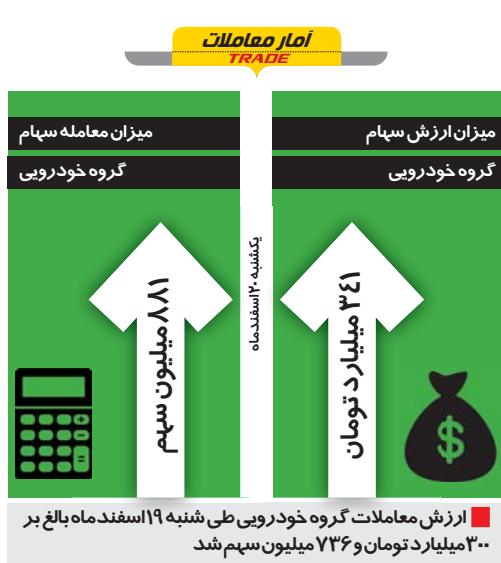 آمار معاملات
TRADE
میزان ارزش سهام
گروه خودرویی
۳٤۱ میلیارد تومان
یکشنبه ۲۰ اسفندماه
میزان معامله سهام
گروه خودرویی
۸۸۱ میلیون سهم
$
ارزش معاملات گروه خودرویی طی شنبه ۱۹ اسفندماه بالغ بر
۳۰۰ میلیارد تومان و ۷۳۶ میلیون سهم شد